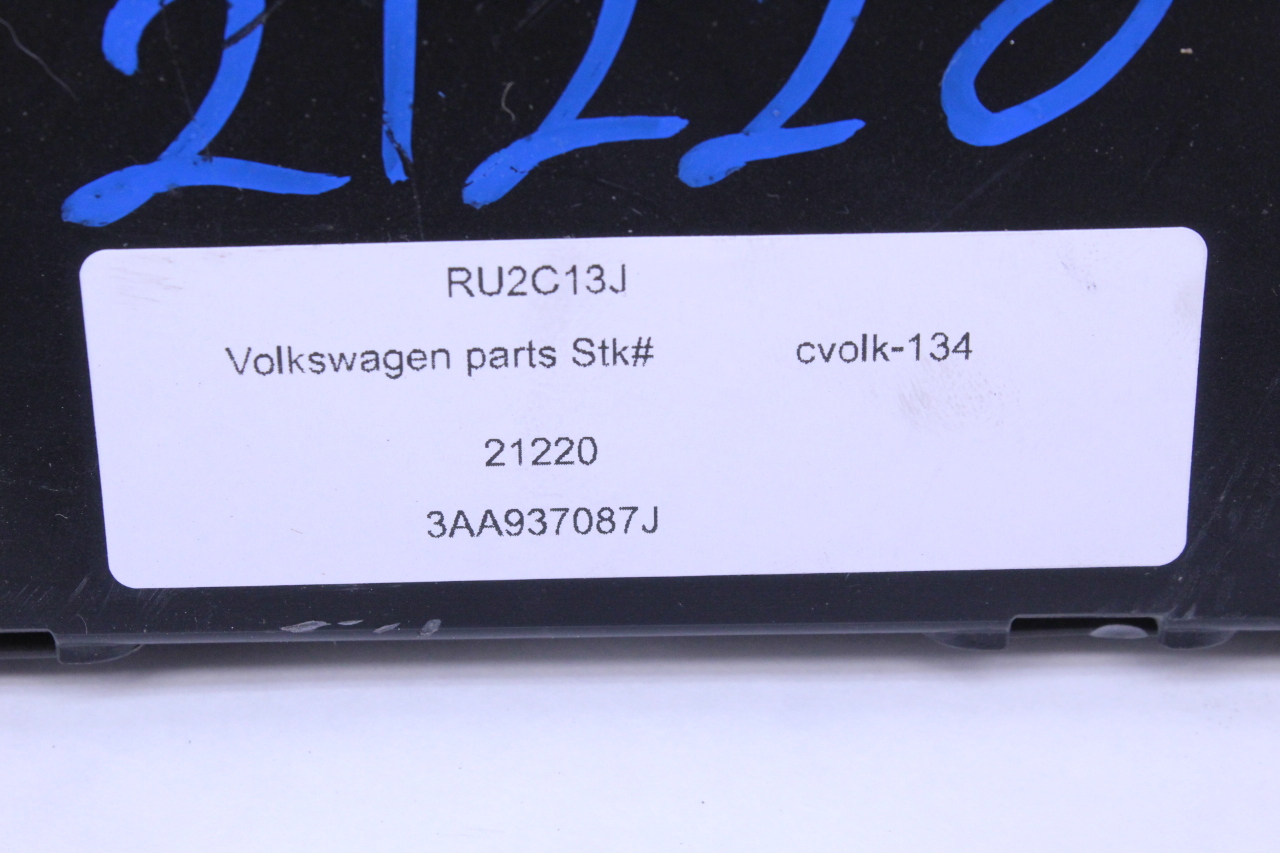 21220
RU2C13J
Volkswagen parts Stk# cvolk-134
21220
3AA937087J